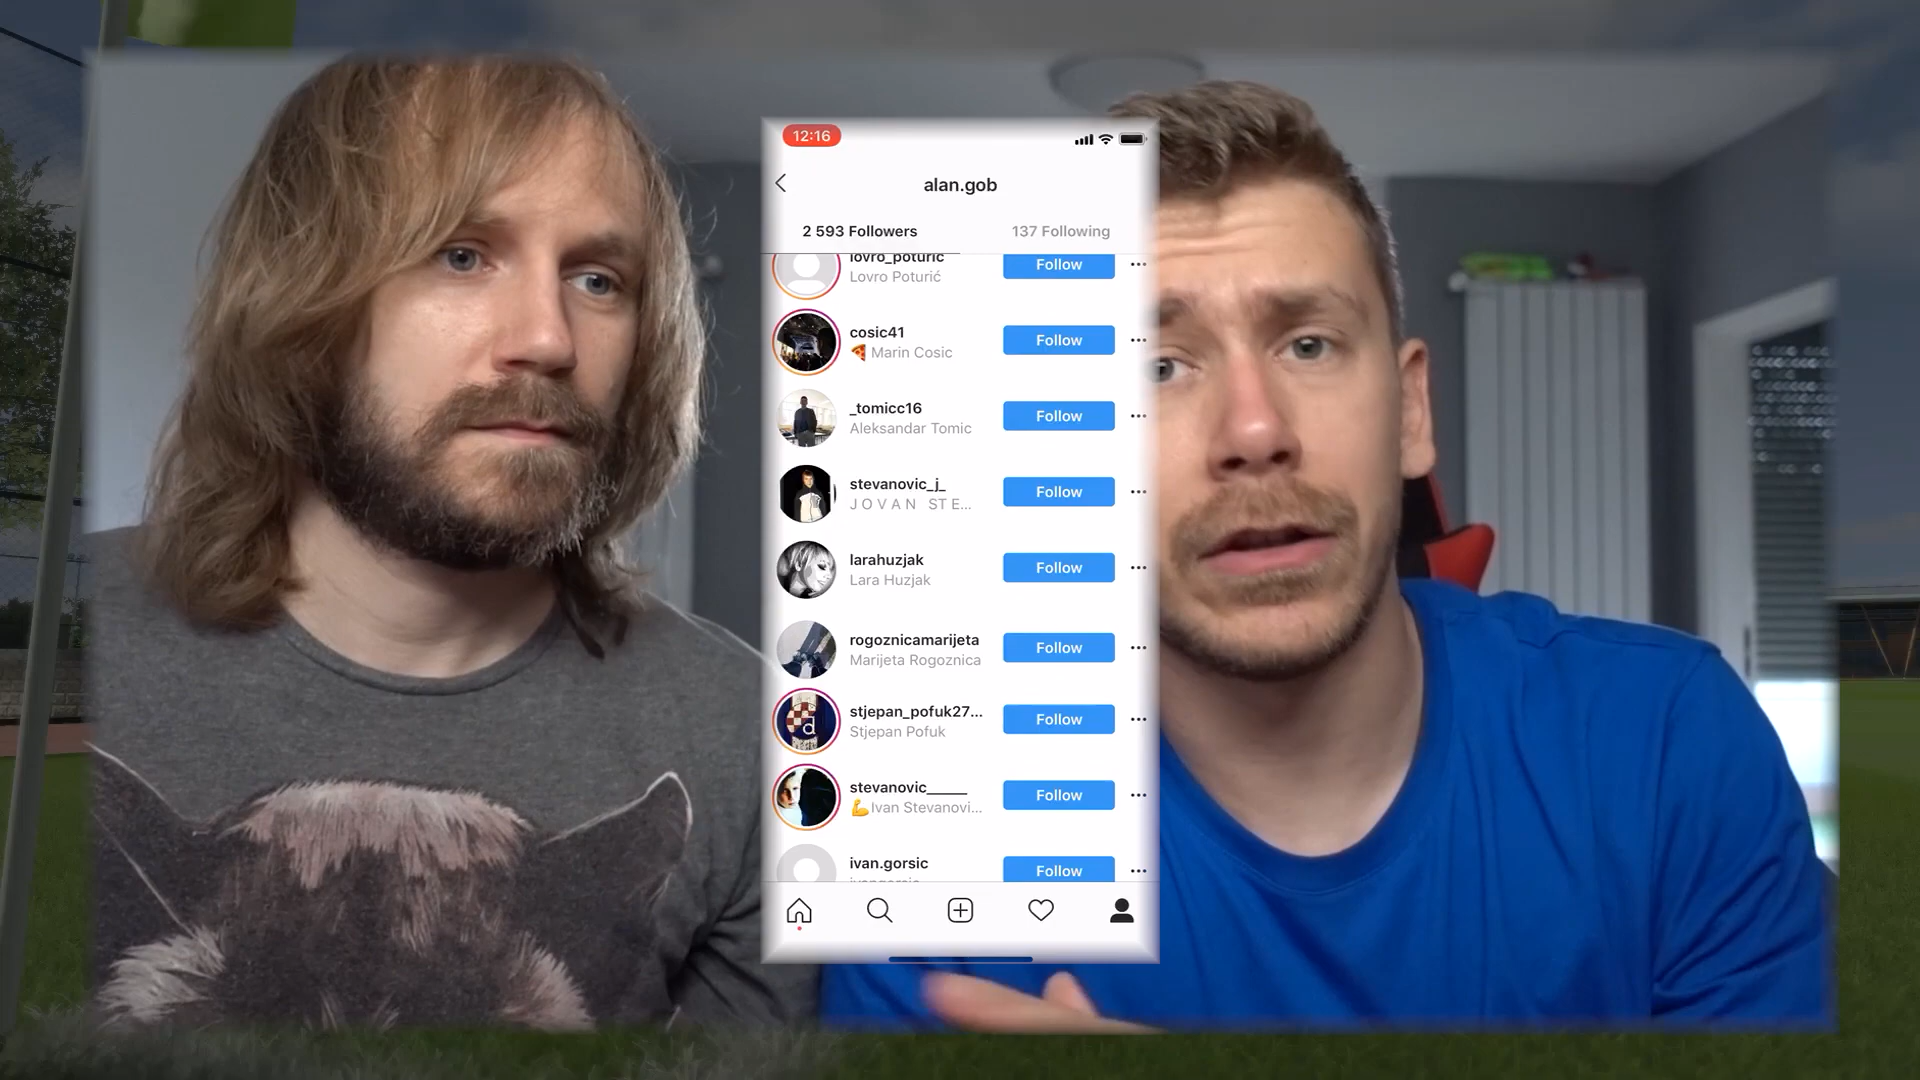 12:16
alan.gob
2 593 Followers
137 Following
lovro_poturic
Lovro Poturić
Follow
cosic41
🍕 Marin Cosic
Follow
_tomicc16
Aleksandar Tomic
Follow
stevanovic_j_
J O V A N ST E...
Follow
larahuzjak
Lara Huzjak
Follow
rogoznicamarijeta
Marijeta Rogoznica
Follow
stjepan_pofuk27...
Stjepan Pofuk
Follow
stevanovic______
💪Ivan Stevanovi...
Follow
ivan.gorsic
Follow